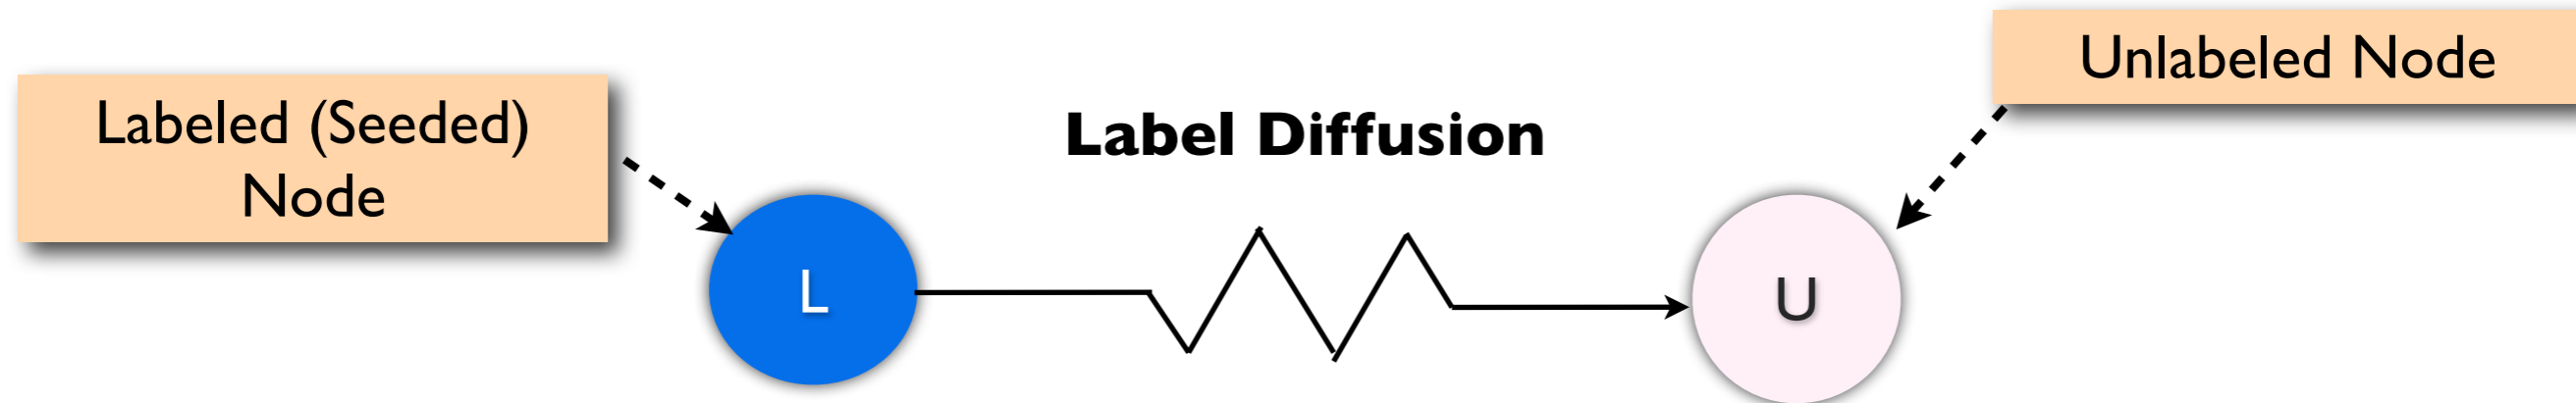 Labeled (Seeded)
Node
Label Diffusion
Unlabeled Node
L
U